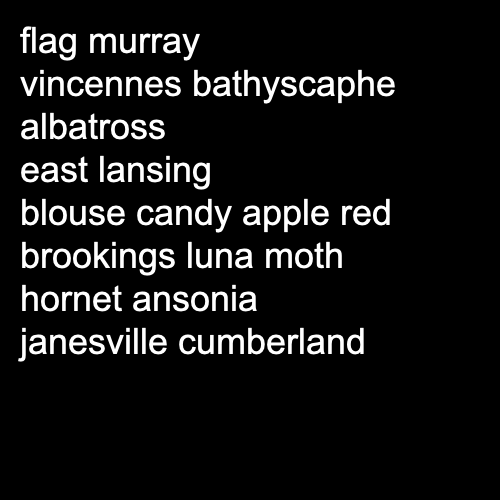 flag murray
vincennes bathyscaphe
albatross
east lansing
blouse candy apple red
brookings luna moth
hornet ansonia
janesville cumberland